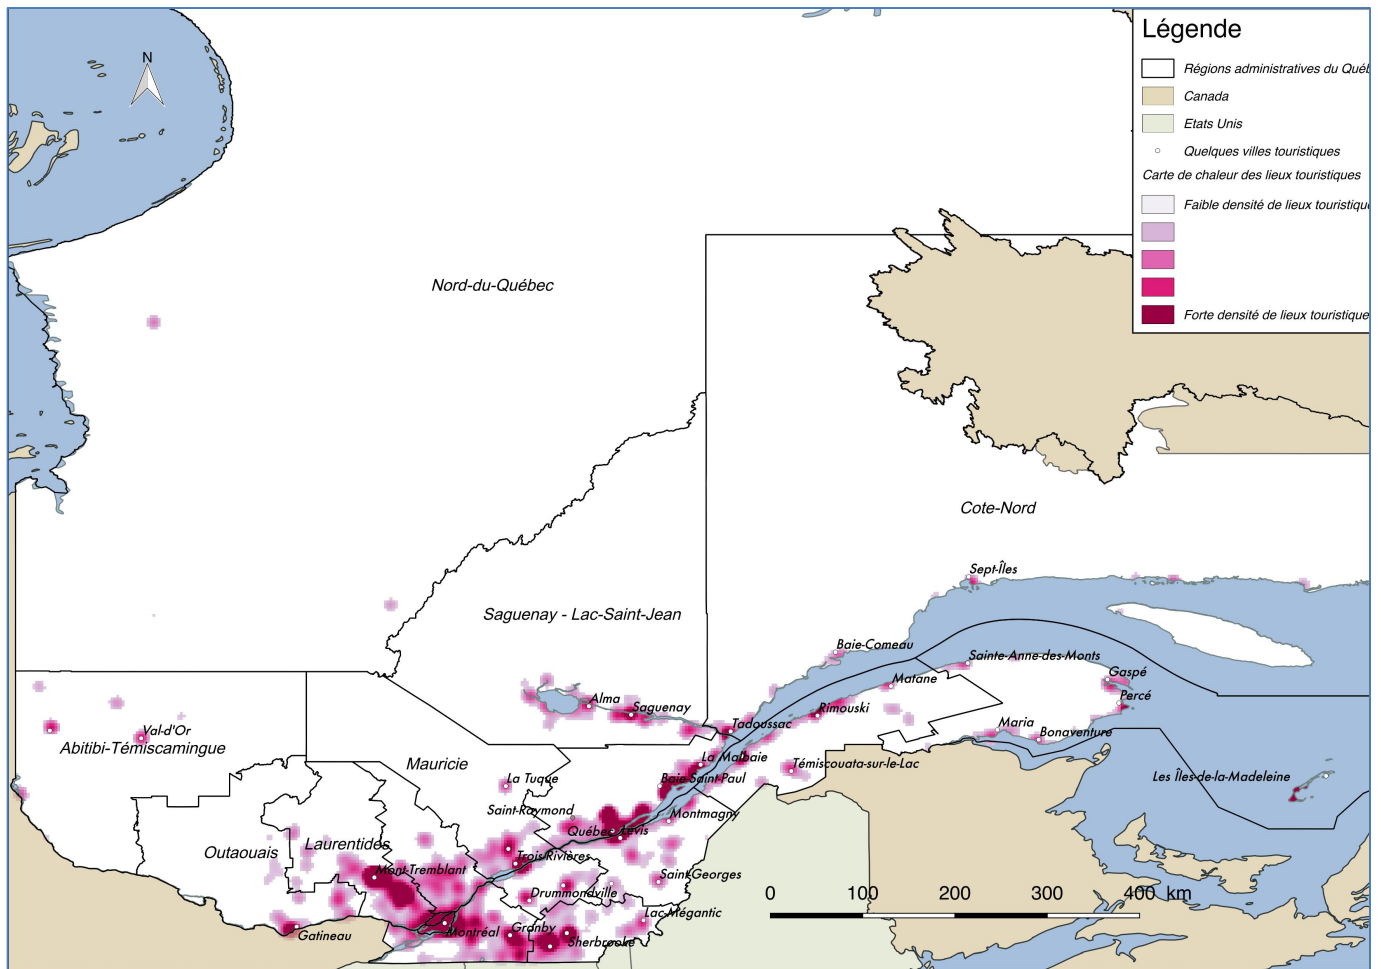 Légende
Régions administratives du Québ
Canada
Etats Unis
Quelques villes touristiques
Carte de chaleur des lieux touristiques
Faible densité de lieux touristique
Forte densité de lieux touristique
N
Nord-du-Québec
Cote-Nord
Sept-Îles
Saguenay - Lac-Saint-Jean
Baie-Comeau
Sainte-Anne-des-Monts
Gaspé
Matane
Percé
Alma
Saguenay
Rimouski
Tadoussac
Maria
Bonaventure
Val-d'Or
Abitibi-Témiscamingue
Mauricie
La Malbaie
Témiscouata-sur-le-Lac
Les Îles-de-la-Madeleine
La Tuque
Baie-Saint-Paul
Saint-Raymond
Montmagny
Québec
Lévis
Outaouais
Laurentides
Trois-Rivières
Mont-Tremblant
Saint-Georges
Drummondville
Lac-Mégantic
Montréal
Granby
Sherbrooke
Gatineau
0 100 200 300 400 km